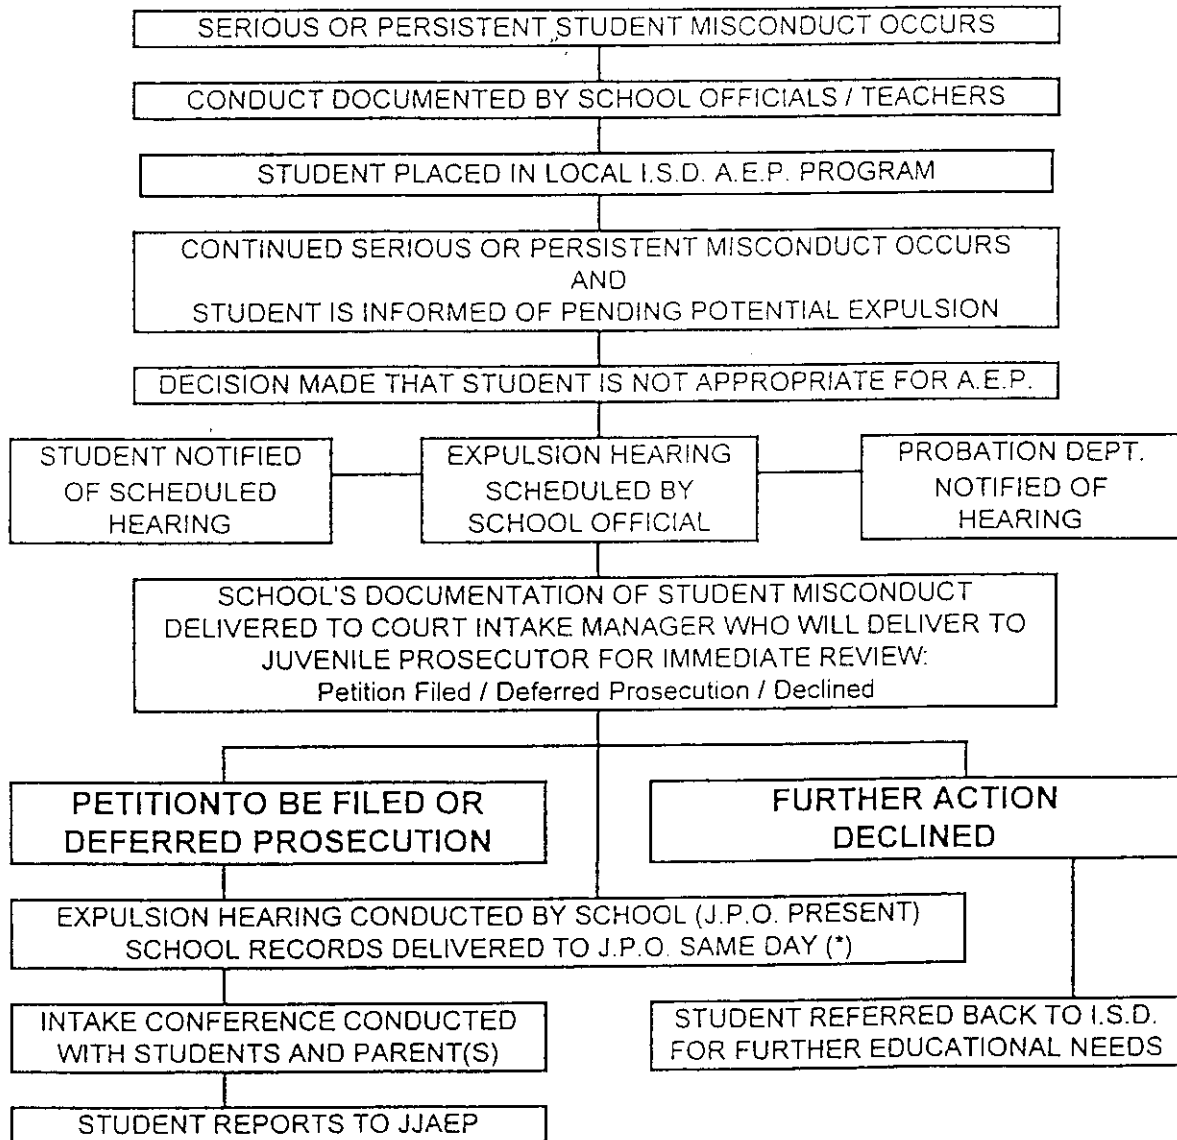 SERIOUS OR PERSISTENT STUDENT MISCONDUCT OCCURS
CONDUCT DOCUMENTED BY SCHOOL OFFICIALS / TEACHERS
STUDENT PLACED IN LOCAL I.S.D. A.E.P. PROGRAM
CONTINUED SERIOUS OR PERSISTENT MISCONDUCT OCCURS
AND
STUDENT IS INFORMED OF PENDING POTENTIAL EXPULSION
DECISION MADE THAT STUDENT IS NOT APPROPRIATE FOR A.E.P.
STUDENT NOTIFIED
OF SCHEDULED
HEARING
EXPULSION HEARING
SCHEDULED BY
SCHOOL OFFICIAL
PROBATION DEPT.
NOTIFIED OF
HEARING
SCHOOL'S DOCUMENTATION OF STUDENT MISCONDUCT
DELIVERED TO COURT INTAKE MANAGER WHO WILL DELIVER TO
JUVENILE PROSECUTOR FOR IMMEDIATE REVIEW:
Petition Filed / Deferred Prosecution / Declined
PETITIONTO BE FILED OR
DEFERRED PROSECUTION
FURTHER ACTION
DECLINED
EXPULSION HEARING CONDUCTED BY SCHOOL (J.P.O. PRESENT)
SCHOOL RECORDS DELIVERED TO J.P.O. SAME DAY (*)
INTAKE CONFERENCE CONDUCTED
WITH STUDENTS AND PARENT(S)
STUDENT REFERRED BACK TO I.S.D.
FOR FURTHER EDUCATIONAL NEEDS
STUDENT REPORTS TO JJAEP